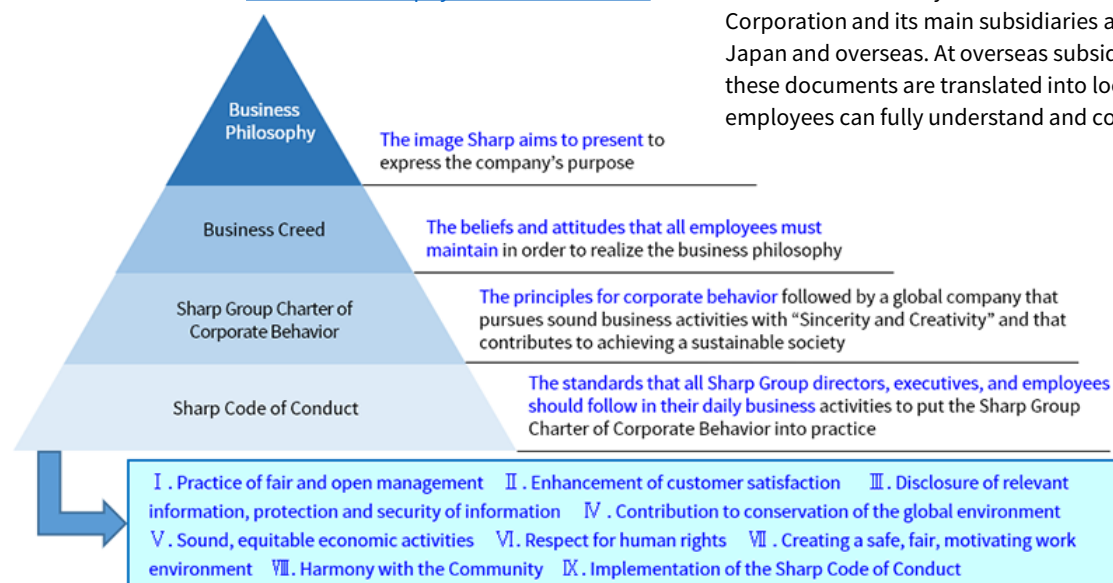 Corporation and its main subsidiaries a
Japan and overseas. At overseas subsid
these documents are translated into loc
employees can fully understand and co
Business
Philosophy
The image Sharp aims to present to
express the company's purpose
Business Creed
The beliefs and attitudes that all employees must
maintain in order to realize the business philosophy
Sharp Group Charter of
Corporate Behavior
The principles for corporate behavior followed by a global company that
pursues sound business activities with “Sincerity and Creativity” and that
contributes to achieving a sustainable society
Sharp Code of Conduct
The standards that all Sharp Group directors, executives, and employees
should follow in their daily business activities to put the Sharp Group
Charter of Corporate Behavior into practice
Ⅰ. Practice of fair and open management Ⅱ. Enhancement of customer satisfaction Ⅲ. Disclosure of relevant
information, protection and security of information Ⅳ. Contribution to conservation of the global environment
Ⅴ. Sound, equitable economic activities Ⅵ. Respect for human rights Ⅶ. Creating a safe, fair, motivating work
environment Ⅷ. Harmony with the Community Ⅸ. Implementation of the Sharp Code of Conduct